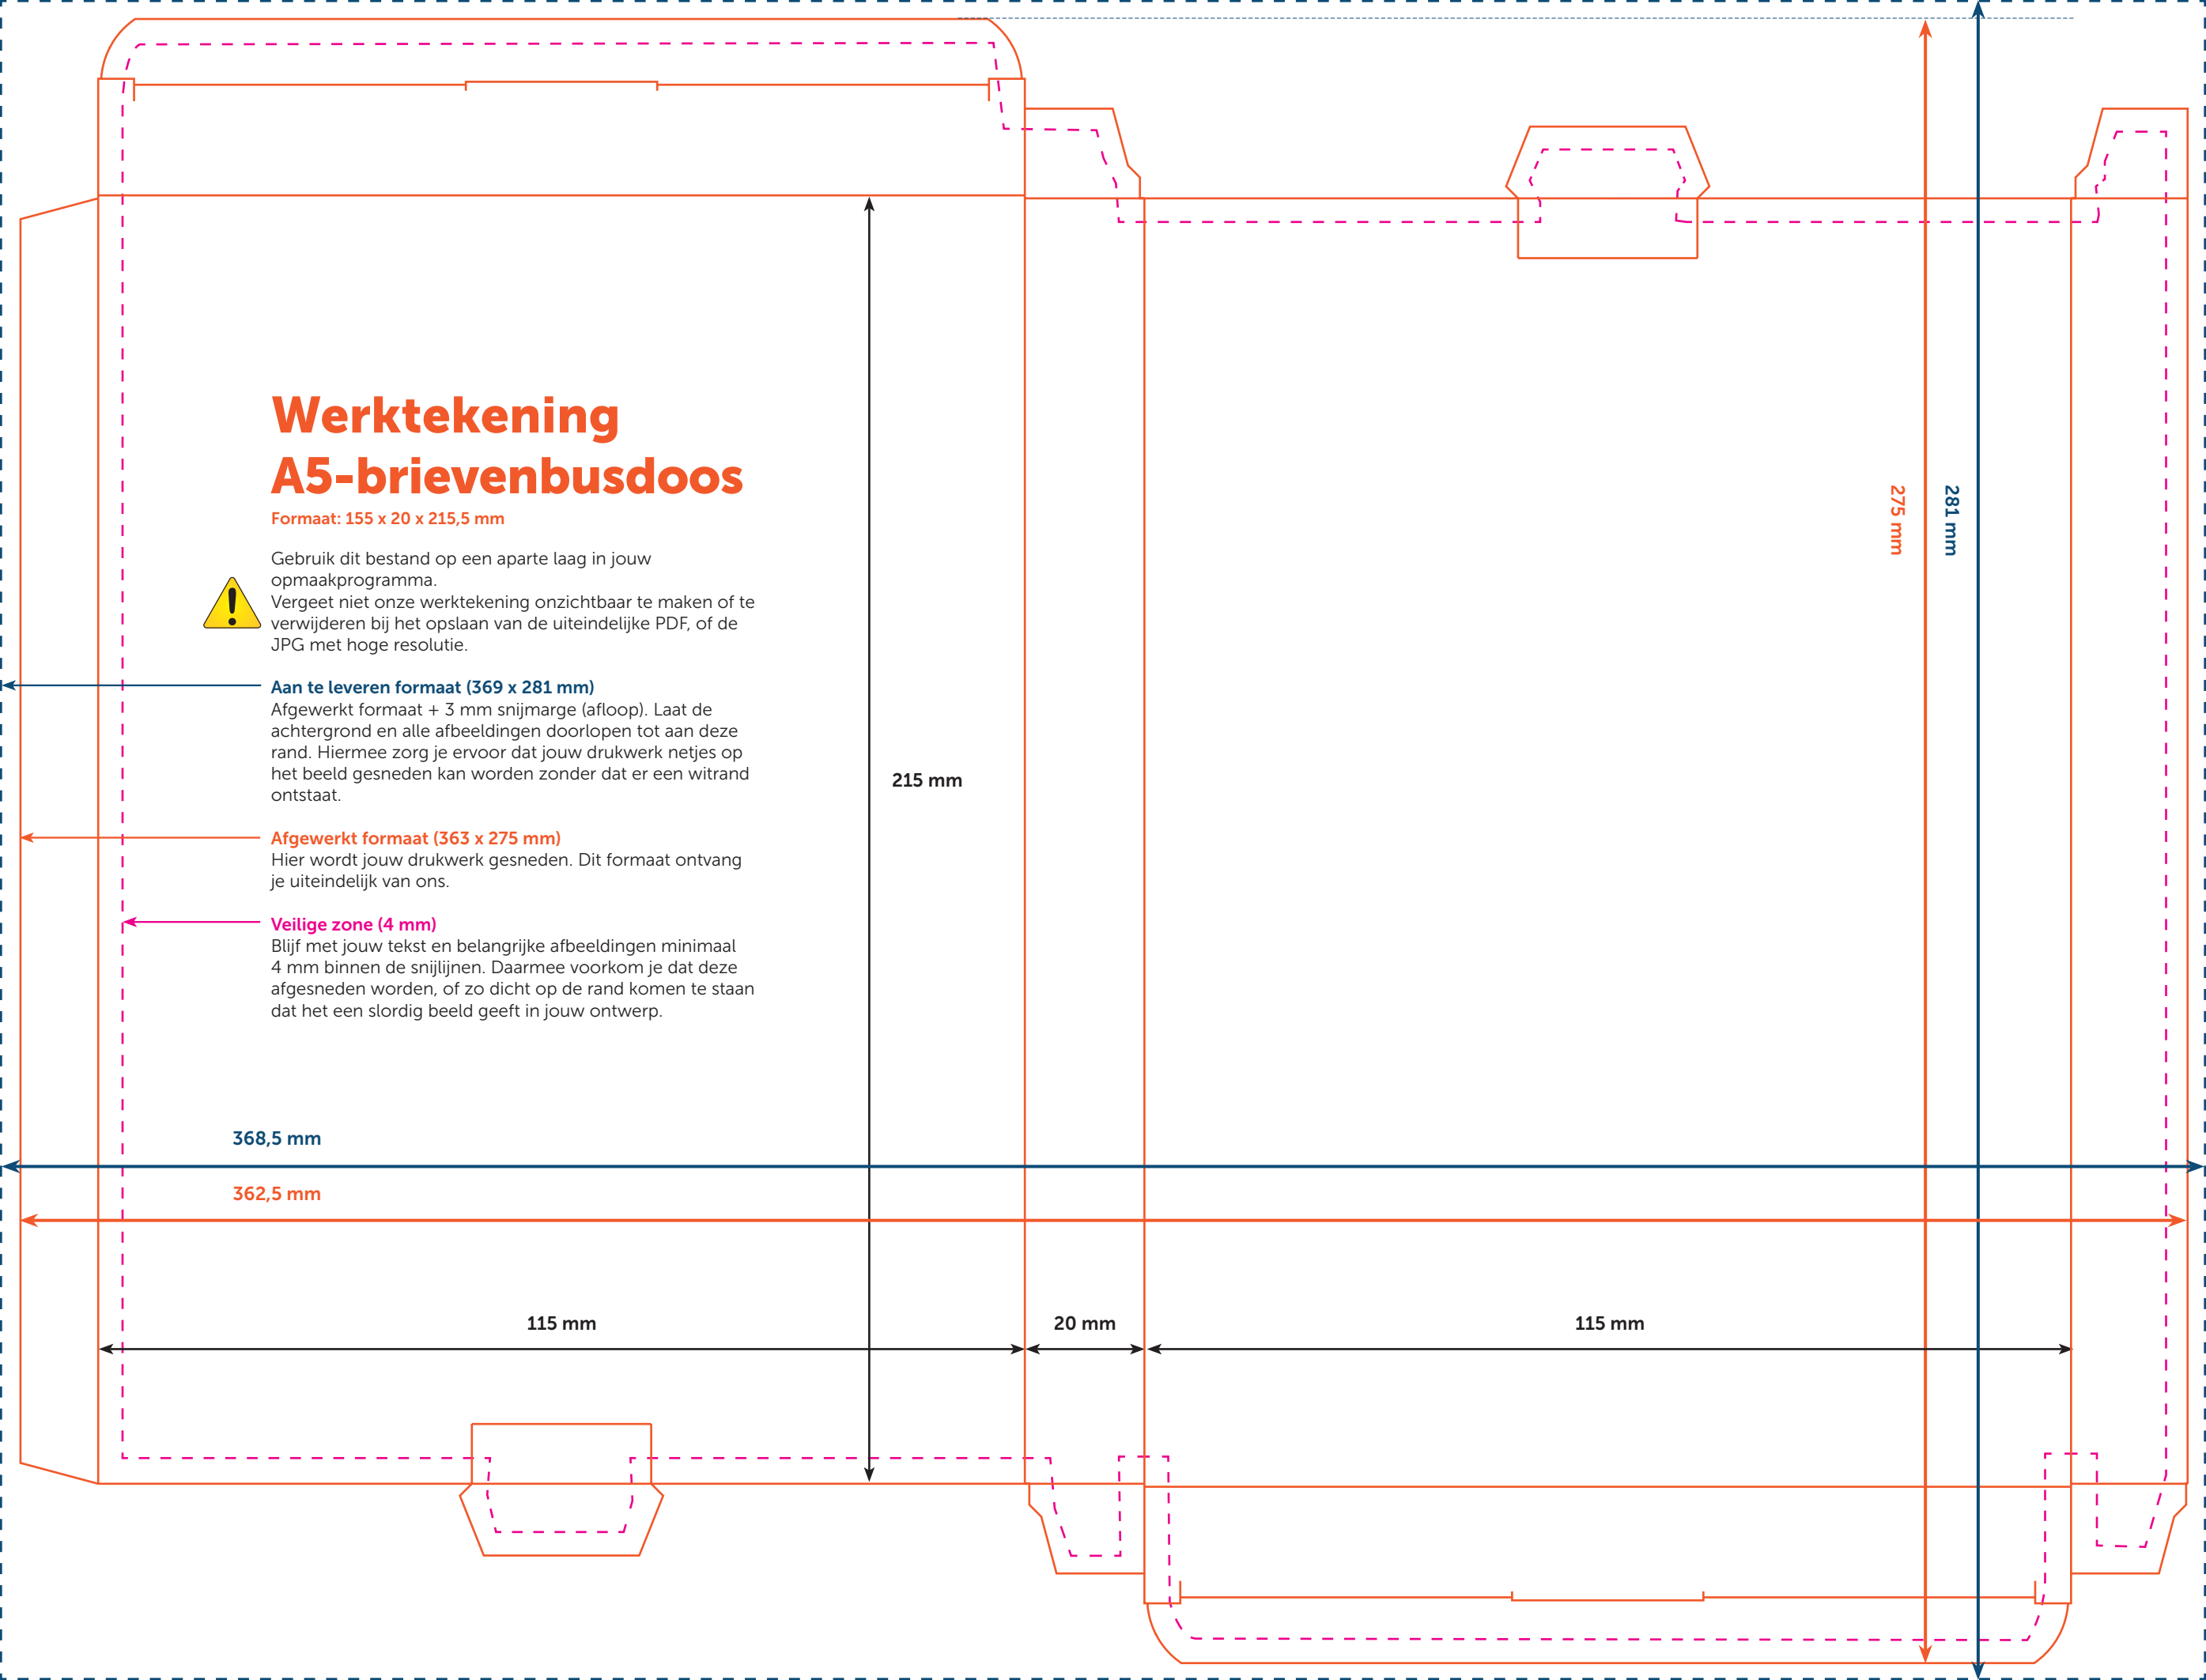 Werktekening
A5-brievenbusdoos
Formaat: 155 x 20 x 215,5 mm
Gebruik dit bestand op een aparte laag in jouw
opmaakprogramma.
Vergeet niet onze werktekening onzichtbaar te maken of te
verwijderen bij het opslaan van de uiteindelijke PDF, of de
JPG met hoge resolutie.
Aan te leveren formaat (369 x 281 mm)
Afgewerkt formaat + 3 mm snijmarge (afloop). Laat de
achtergrond en alle afbeeldingen doorlopen tot aan deze
rand. Hiermee zorg je ervoor dat jouw drukwerk netjes op
het beeld gesneden kan worden zonder dat er een witrand
ontstaat.
Afgewerkt formaat (363 x 275 mm)
Hier wordt jouw drukwerk gesneden. Dit formaat ontvang
je uiteindelijk van ons.
Veilige zone (4 mm)
Blijf met jouw tekst en belangrijke afbeeldingen minimaal
4 mm binnen de snijlijnen. Daarmee voorkom je dat deze
afgesneden worden, of zo dicht op de rand komen te staan
dat het een slordig beeld geeft in jouw ontwerp.
215 mm
275 mm
281 mm
368,5 mm
362,5 mm
115 mm
20 mm
115 mm